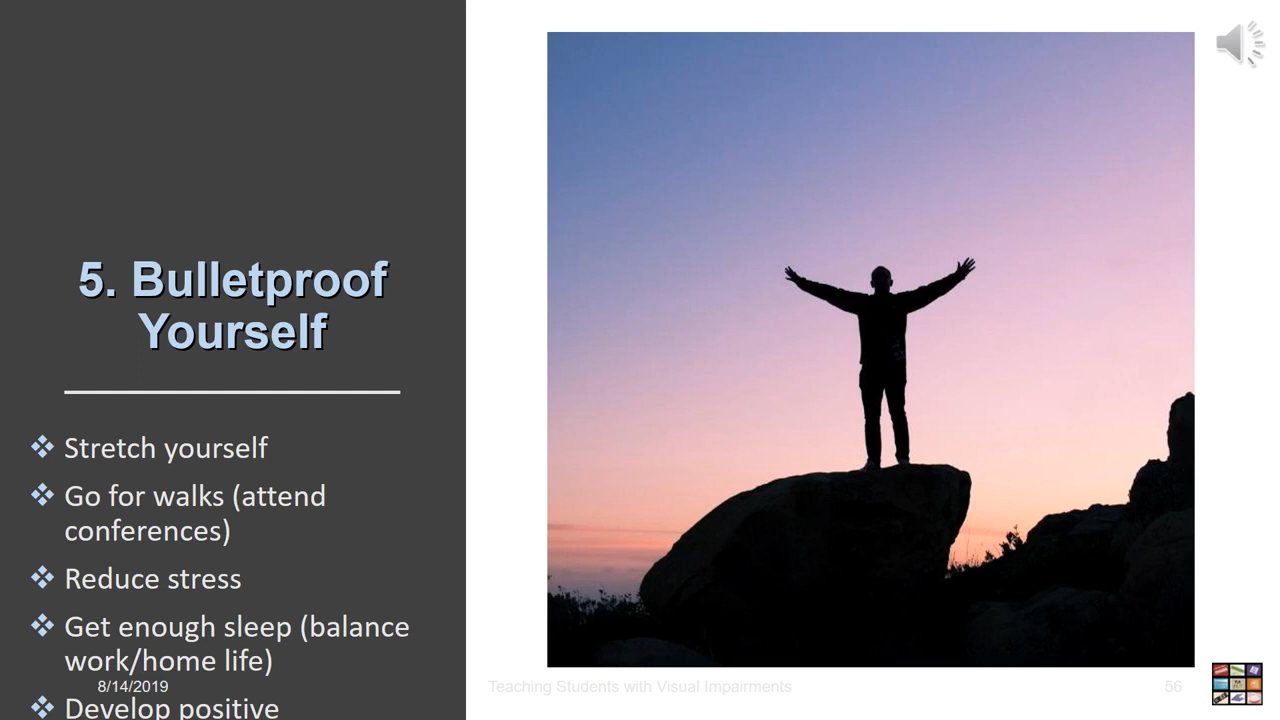 5. Bulletproof
Yourself
❖ Stretch yourself
❖ Go for walks (attend
conferences)
❖ Reduce stress
❖ Get enough sleep (balance
work/home life)
8/14/2019
❖ Develop positive
Teaching Students with Visual Impairments
56